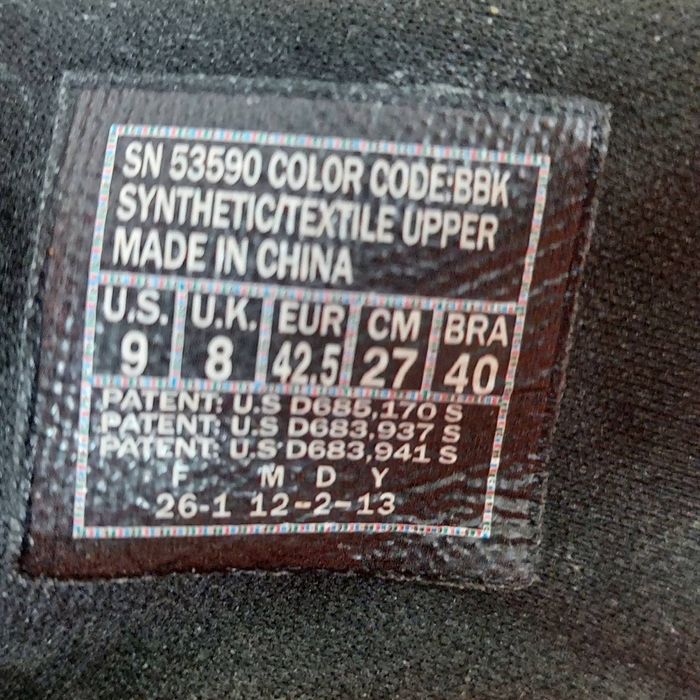 SN 53590 COLOR CODE:BBK
SYNTHETIC/TEXTILE UPPER
MADE IN CHINA
U.S. U.K. EUR CM BRA
9 8 42.5 27 40
PATENT: U.S D685,170 S
PATENT: U.S D683,937 S
PATENT: U.S D683,941 S
F M D Y
26-1 12-2-13